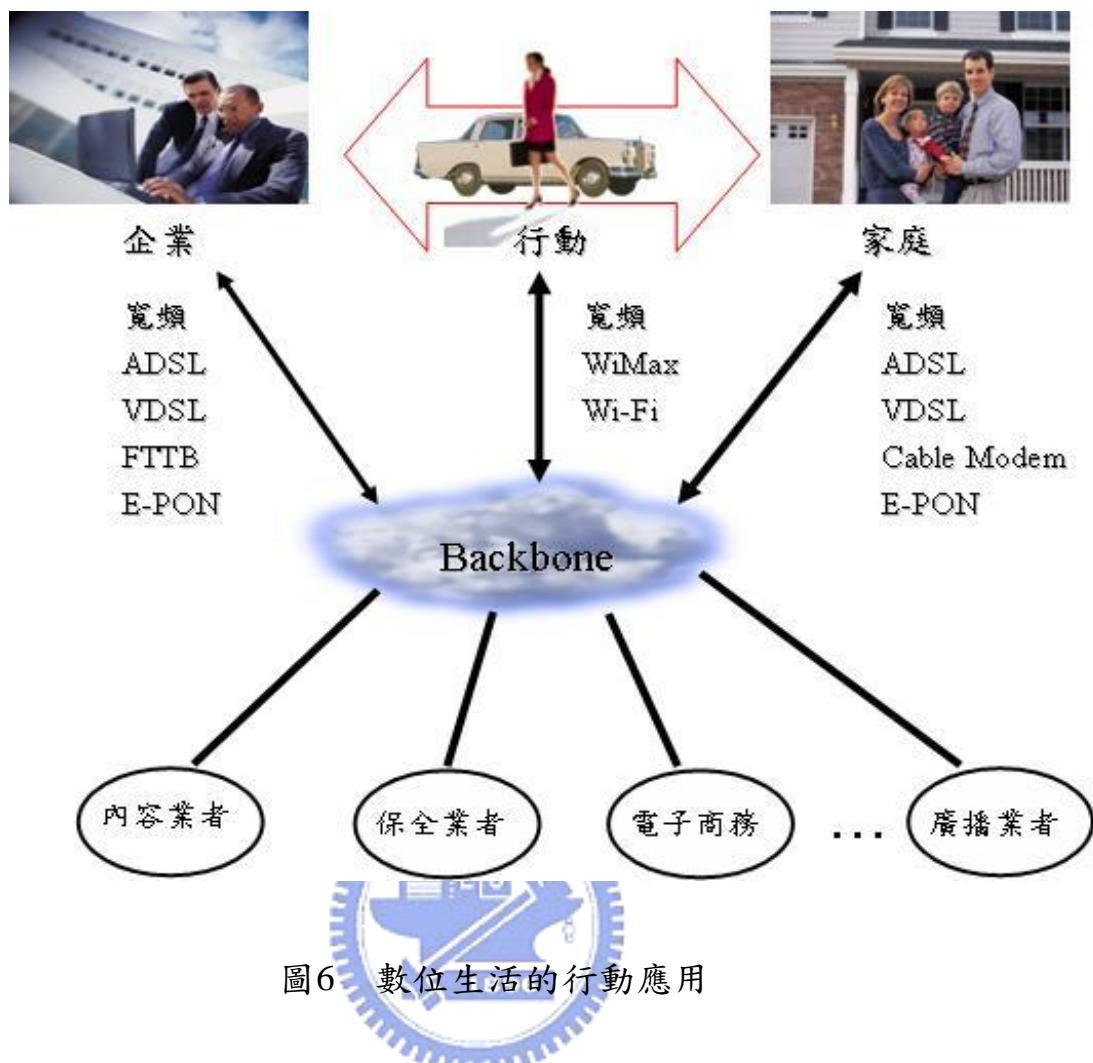 企業
行動
家庭
寬頻
ADSL
VDSL
FTTB
E-PON
寬頻
WiMax
Wi-Fi
寬頻
ADSL
VDSL
Cable Modem
E-PON
Backbone
內容業者
保全業者
電子商務
...
廣播業者
圖6 數位生活的行動應用